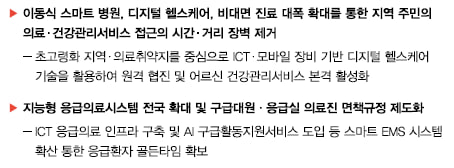 ▶ 이동식 스마트 병원, 디지털 헬스케어, 비대면 진료 대폭 확대를 통한 지역 주민의
의료·건강관리서비스 접근의 시간·거리 장벽 제거
– 초고령화 지역·의료취약지를 중심으로 ICT·모바일 장비 기반 디지털 헬스케어
기술을 활용하여 원격 협진 및 어르신 건강관리서비스 본격 활성화
▶ 지능형 응급의료시스템 전국 확대 및 구급대원·응급실 의료진 면책규정 제도화
– ICT 응급의료 인프라 구축 및 AI 구급활동지원서비스 도입 등 스마트 EMS 시스템
확산 통한 응급환자 골든타임 확보